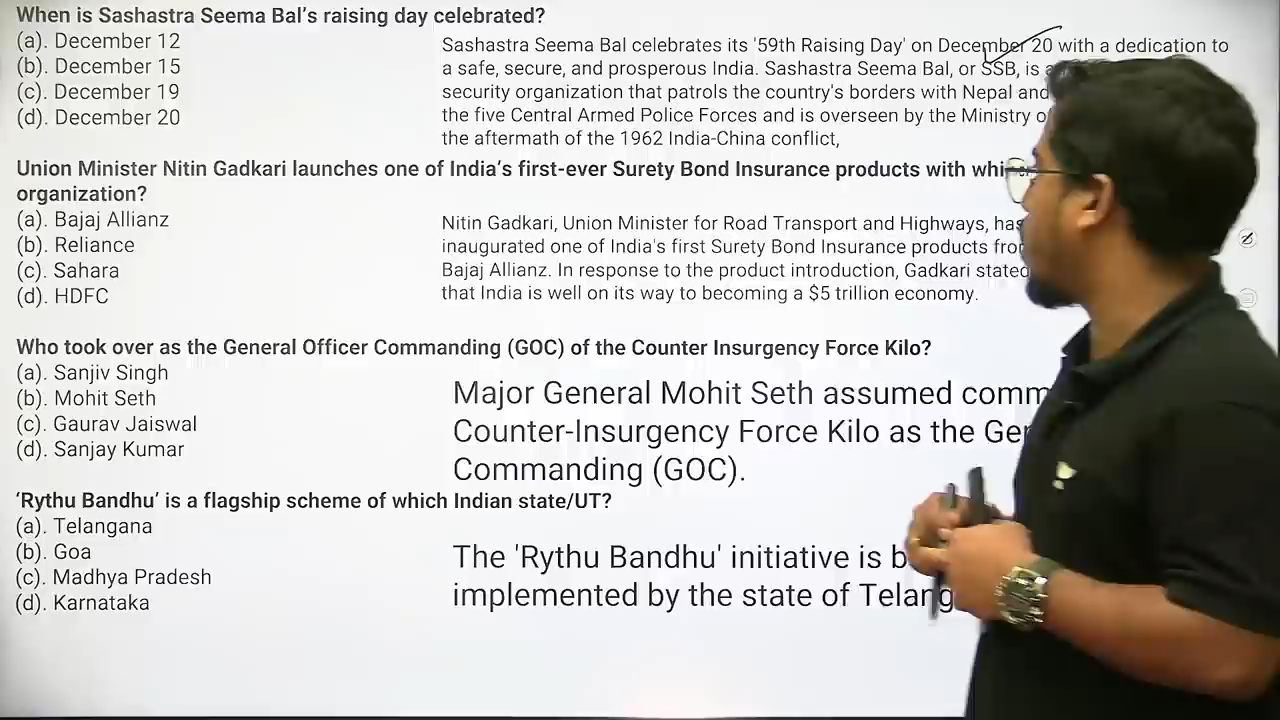 When is Sashastra Seema Bal’s raising day celebrated?
(a). December 12
(b). December 15
(c). December 19
(d). December 20
Sashastra Seema Bal celebrates its '59th Raising Day' on December 20 with a dedication to
a safe, secure, and prosperous India. Sashastra Seema Bal, or SSB, is
security organization that patrols the country's borders with Nepal and
the five Central Armed Police Forces and is overseen by the Ministry
the aftermath of the 1962 India-China conflict,
Union Minister Nitin Gadkari launches one of India’s first-ever Surety Bond Insurance products with
organization?
(a). Bajaj Allianz
(b). Reliance
(c). Sahara
(d). HDFC
Nitin Gadkari, Union Minister for Road Transport and Highways, has
inaugurated one of India's first Surety Bond Insurance products
Bajaj Allianz. In response to the product introduction, Gadkari stated
that India is well on its way to becoming a $5 trillion economy.
Who took over as the General Officer Commanding (GOC) of the Counter Insurgency Force Kilo?
(a). Sanjiv Singh
(b). Mohit Seth
(c). Gaurav Jaiswal
(d). Sanjay Kumar
Major General Mohit Seth assumed
Counter-Insurgency Force Kilo as the
Commanding (GOC).
‘Rythu Bandhu’ is a flagship scheme of which Indian state/UT?
(a). Telangana
(b). Goa
(c). Madhya Pradesh
(d). Karnataka
The 'Rythu Bandhu' initiative is
implemented by the state of